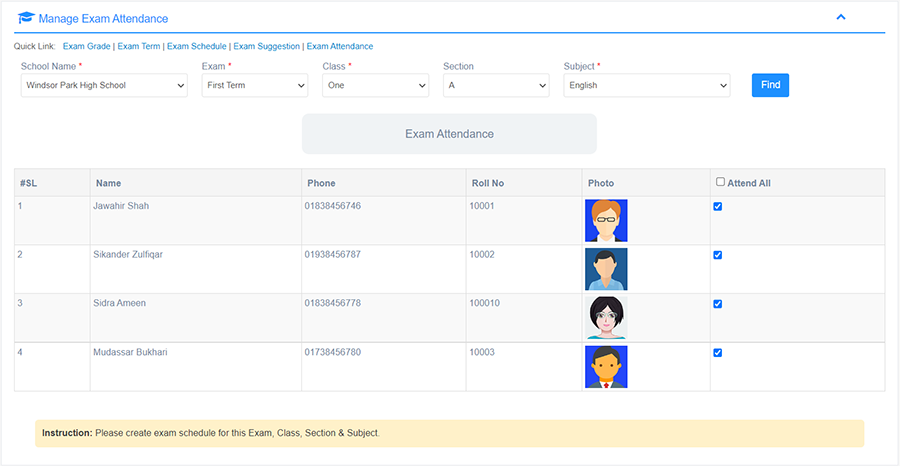 Manage Exam Attendance
Quick Link: Exam Grade | Exam Term | Exam Schedule | Exam Suggestion | Exam Attendance
School Name * Exam * Class * Section Subject *
Windsor Park High School First Term One A English Find
Exam Attendance
#SL Name Phone Roll No Photo Attend All
1 Jawahir Shah 01838456746 10001
2 Sikander Zulfiqar 01938456787 10002
3 Sidra Ameen 01838456778 100010
4 Mudassar Bukhari 01738456780 10003
Instruction: Please create exam schedule for this Exam, Class, Section & Subject.